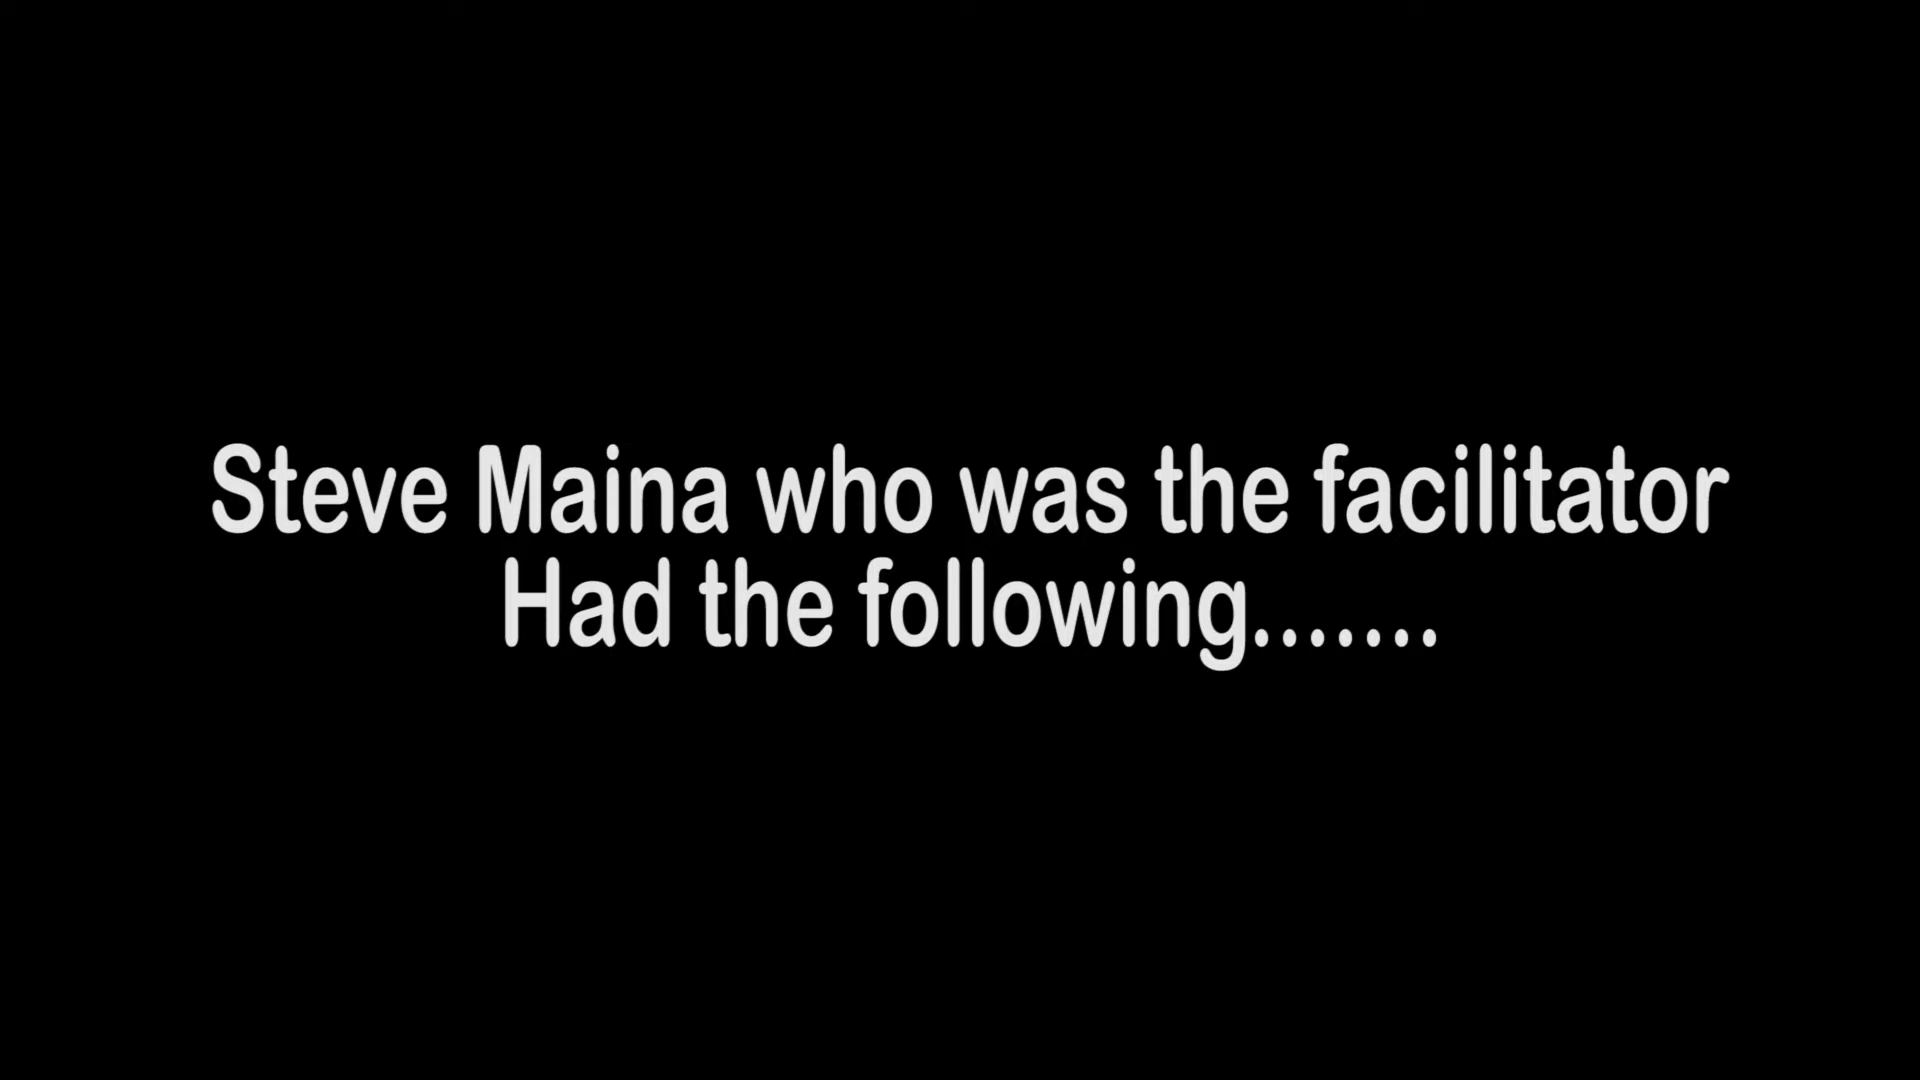 Steve Maina who was the facilitator
Had the following.......